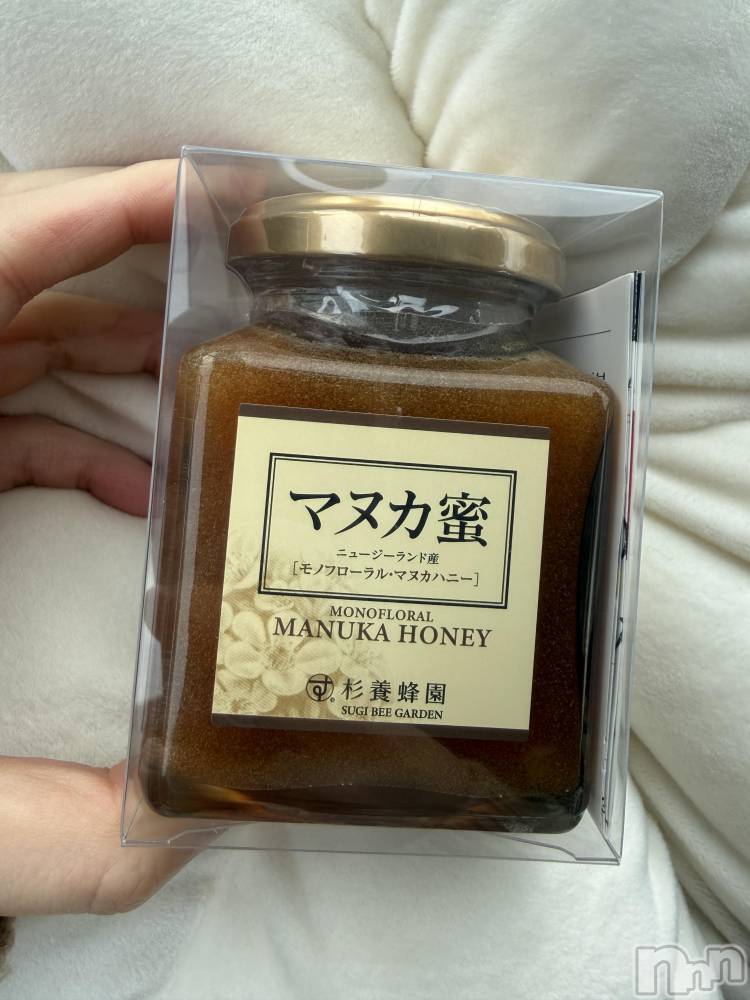 マヌカ蜜
ニュージーランド産
[モノフローラル・マヌカハニー]
MONOFLORAL
MANUKA HONEY
杉養蜂園
SUGI BEE GARDEN
nnn